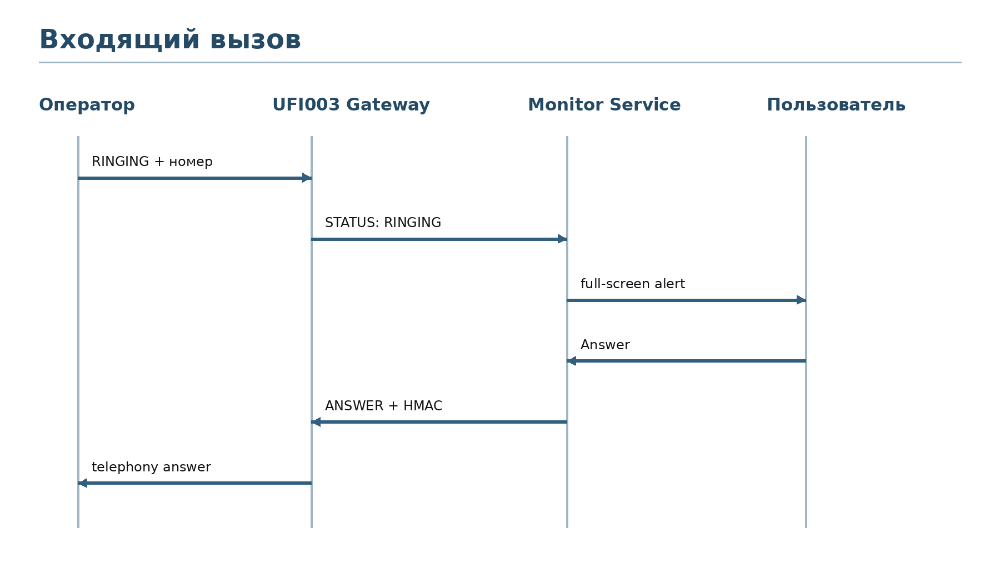 Входящий вызов
Оператор
UFI003 Gateway
Monitor Service
Пользователь
RINGING + номер
STATUS: RINGING
full-screen alert
Answer
ANSWER + HMAC
telephony answer